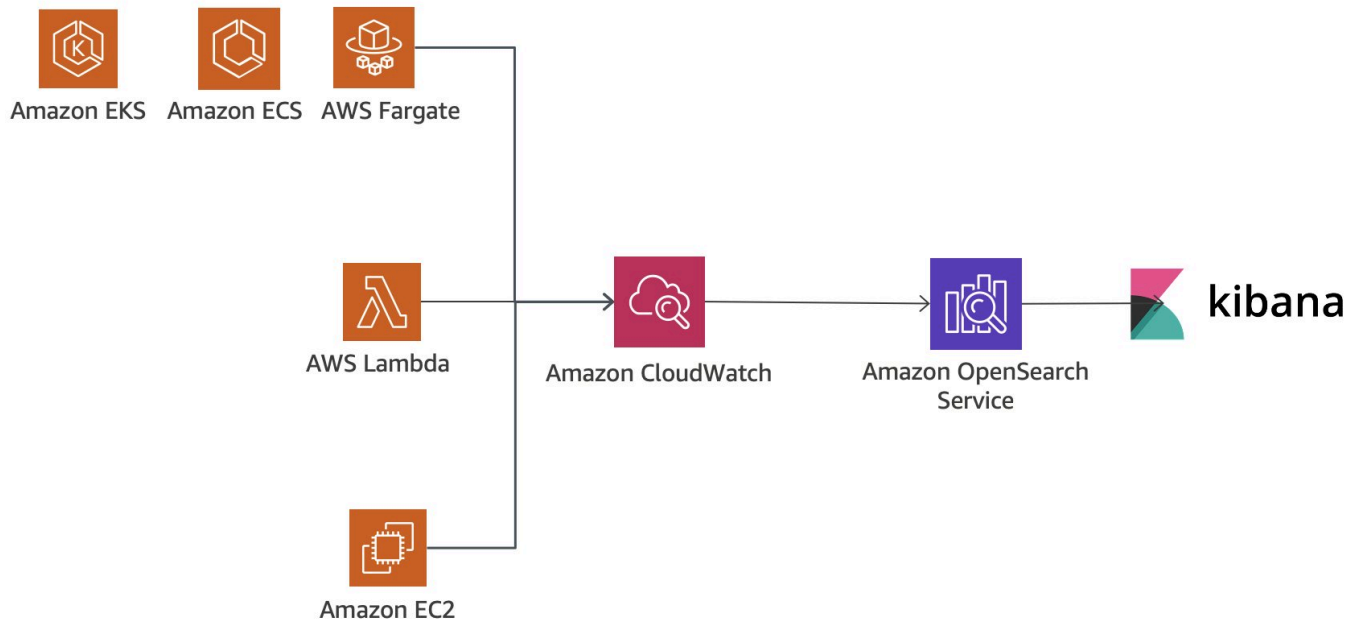 K
Amazon EKS
Amazon ECS
AWS Fargate
AWS Lambda
Amazon CloudWatch
Amazon OpenSearch
Service
kibana
Amazon EC2